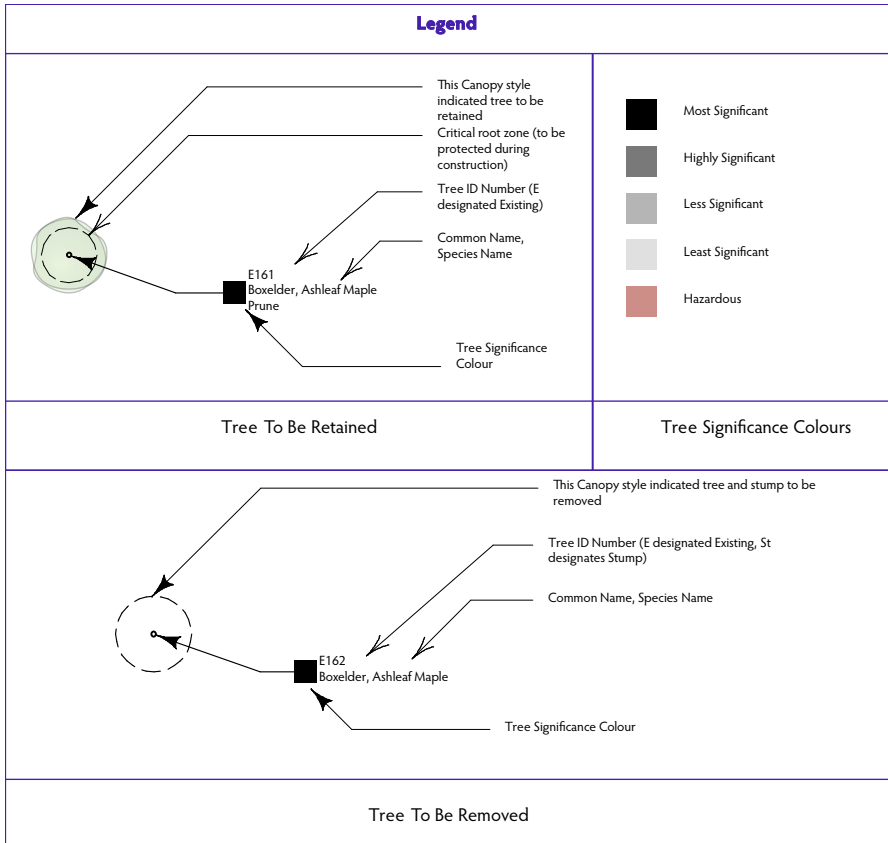 Legend
This Canopy style
indicated tree to be
retained
Critical root zone (to be
protected during
construction)
Tree ID Number (E
designated Existing)
Common Name,
Species Name
E161
Boxelder, Ashleaf Maple
Prune
Tree Significance
Colour
Most Significant
Highly Significant
Less Significant
Least Significant
Hazardous
Tree To Be Retained
Tree Significance Colours
This Canopy style indicated tree and stump to be
removed
Tree ID Number (E designated Existing, St
designates Stump)
Common Name, Species Name
E162
Boxelder, Ashleaf Maple
Tree Significance Colour
Tree To Be Removed